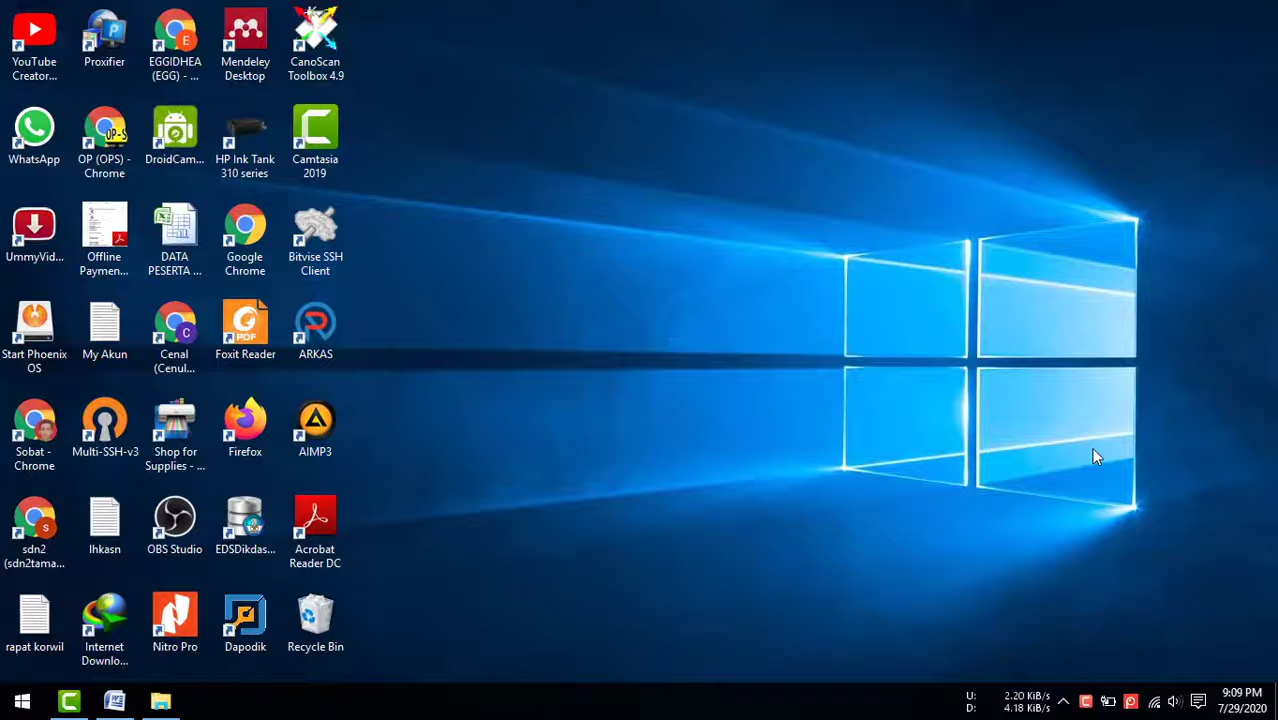 YouTube
Creator...
Proxifier
EGGIDHEA
(EGG) - ...
Mendeley
Desktop
CanoScan
Toolbox 4.9
WhatsApp
OP (OPS) -
Chrome
DroidCam...
HP Ink Tank
310 series
Camtasia
2019
UmmyVid...
Offline
Paymen...
DATA
PESERTA ...
Google
Chrome
Bitvise SSH
Client
Start Phoenix
OS
My Akun
Cenal
(Cenul...
Foxit Reader
ARKAS
Sobat -
Chrome
Multi-SSH-v3
Shop for
Supplies - ...
Firefox
AIMP3
sdn2
(sdn2tama...
lhkasn
OBS Studio
EDSDikdas...
Acrobat
Reader DC
rapat korwil
Internet
Downlo...
Nitro Pro
Dapodik
Recycle Bin
U: 2.20 KiB/s
D: 4.18 KiB/s
9:09 PM
7/29/2020